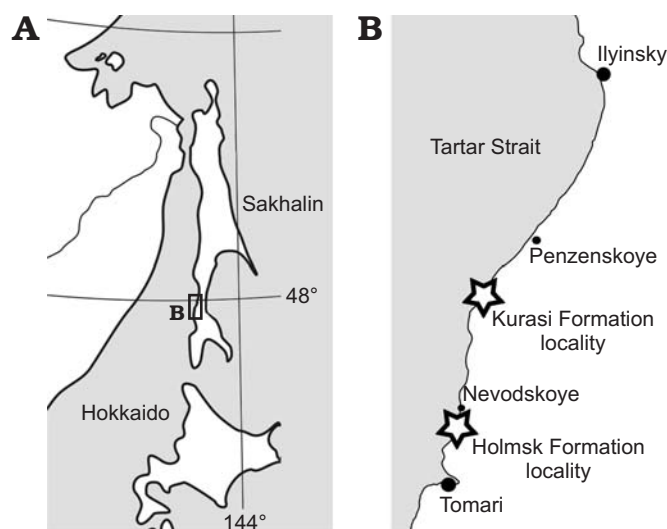 A
Sakhalin
48°
B
Hokkaido
144°
B
Ilyinsky
Tartar Strait
Penzenskoye
Kurasi Formation
locality
Nevodskoye
Holmsk Formation
locality
Tomari